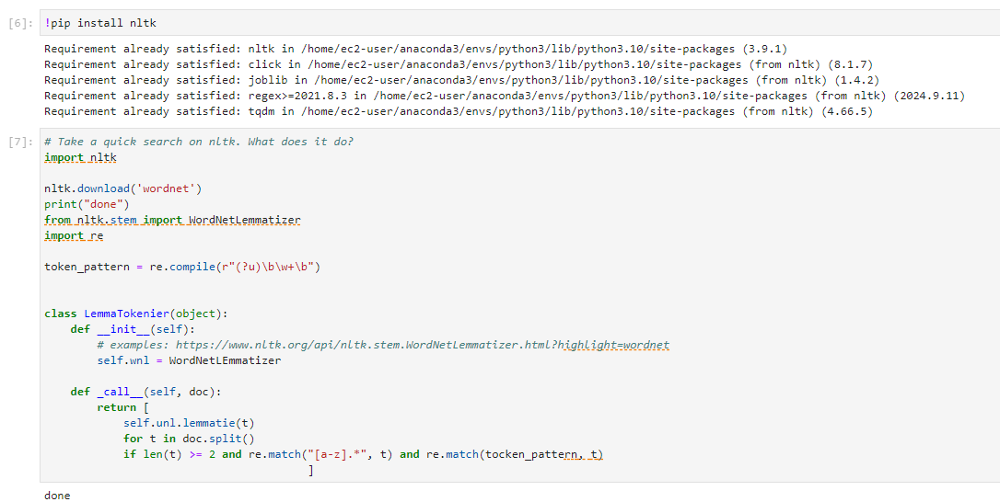 [6]: !pip install nltk
Requirement already satisfied: nltk in /home/ec2-user/anaconda3/envs/python3/lib/python3.10/site-packages (3.9.1)
Requirement already satisfied: click in /home/ec2-user/anaconda3/envs/python3/lib/python3.10/site-packages (from nltk) (8.1.7)
Requirement already satisfied: joblib in /home/ec2-user/anaconda3/envs/python3/lib/python3.10/site-packages (from nltk) (1.4.2)
Requirement already satisfied: regex>=2021.8.3 in /home/ec2-user/anaconda3/envs/python3/lib/python3.10/site-packages (from nltk) (2024.9.11)
Requirement already satisfied: tqdm in /home/ec2-user/anaconda3/envs/python3/lib/python3.10/site-packages (from nltk) (4.66.5)
[7]: # Take a quick search on nltk. What does it do?
import nltk

nltk.download('wordnet')
print("done")
from nltk.stem import WordNetLemmatizer
import re

token_pattern = re.compile(r"(?u)\b\w+\b")


class LemmaTokenier(object):
    def __init__(self):
        # examples: https://www.nltk.org/api/nltk.stem.WordNetLemmatizer.html?highlight=wordnet
        self.wnl = WordNetLEmmatizer

    def _call__(self, doc):
        return [
            self.unl.lemmatie(t)
            for t in doc.split()
            if len(t) >= 2 and re.match("[a-z].*", t) and re.match(tocken_pattern, t)
                                        ]
done